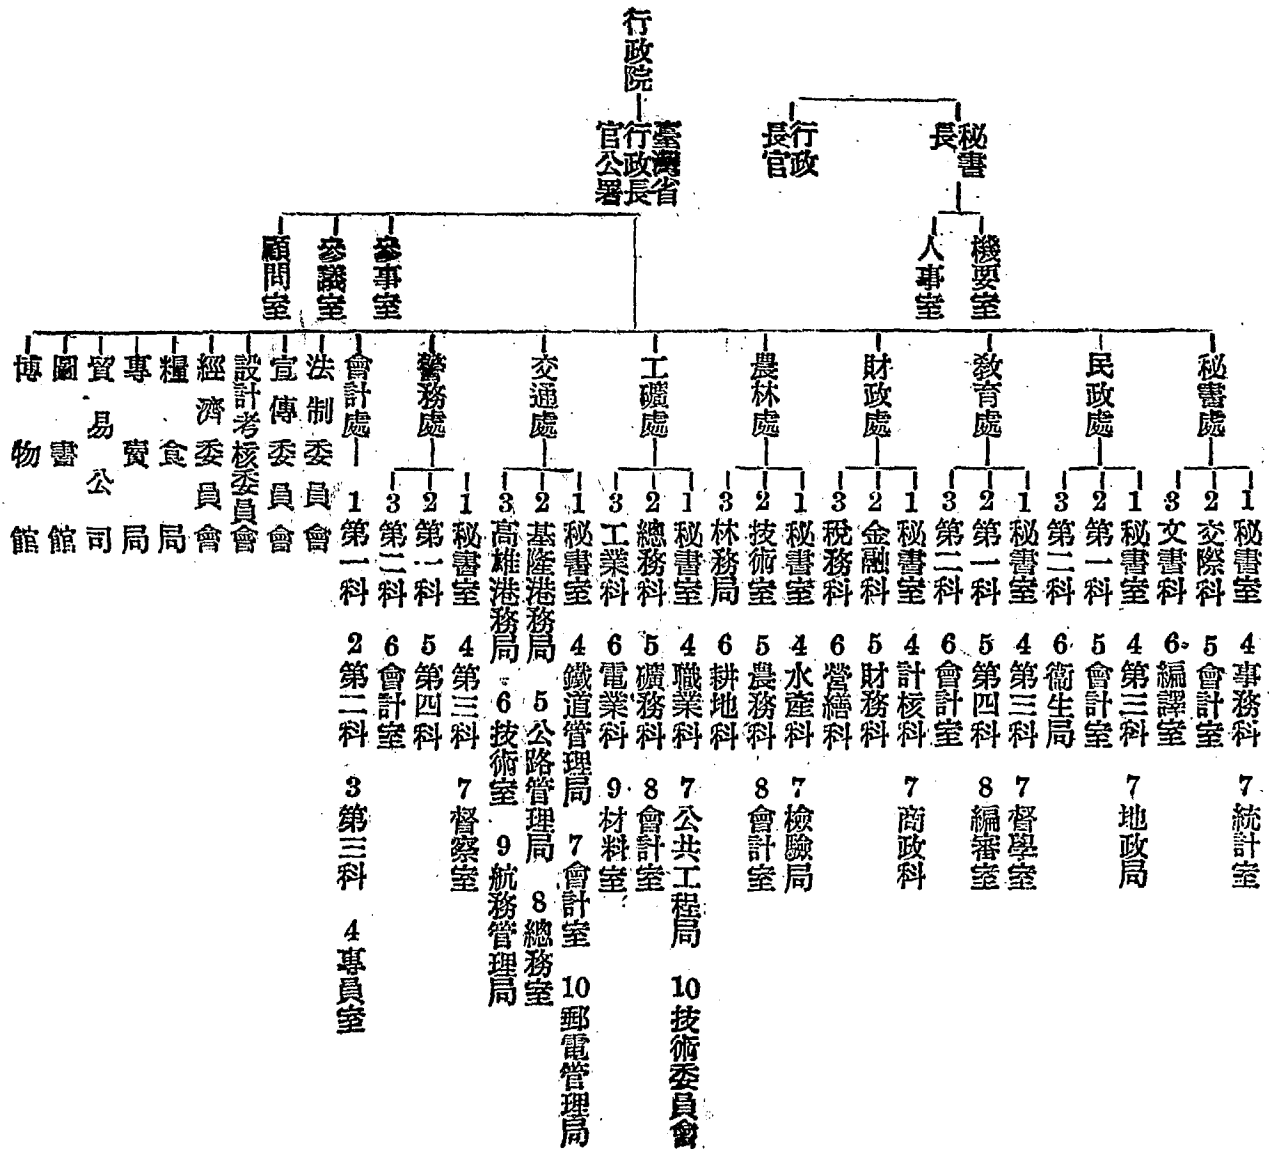 行政院
臺灣省
行政長
官公署
秘書
長
行政
長官
機要室
人事室
參事室
參議室
顧問室
秘書處
1秘書室 4事務科 7統計室
2交際科 5會計室
3文書科 6編譯室
民政處
1秘書室 4第三科 7地政局
2第一科 5會計室
3第二科 6衞生局
敎育處
1秘書室 4第三科 7督學室
2第一科 5第四科 8編審室
3第二科 6會計室
財政處
1秘書室 4計核科 7商政科
2金融科 5財務科
3稅務科 6營繕科
農林處
1秘書室 4水產科 7檢驗局
2技術室 5農務科 8會計室
3林務局 6耕地科
工礦處
1秘書室 4職業科 7公共工程局 10技術委員會
2總務科 5礦務科 8會計室
3工業科 6電業科 9材料室
交通處
1秘書室 4鐵道管理局 7會計室 10郵電管理局
2基隆港務局 5公路管理局 8總務室
3高雄港務局 6技術室 9航務管理局
警務處
1秘書室 4第三科 7督察室
2第一科 5第四科
3第二科 6會計室
會計處
1第一科 2第二科 3第三科 4專員室
法制委員會
宣傳委員會
設計考核委員會
經濟委員會
糧食局
專賣局
貿易公司
圖書館
博物館